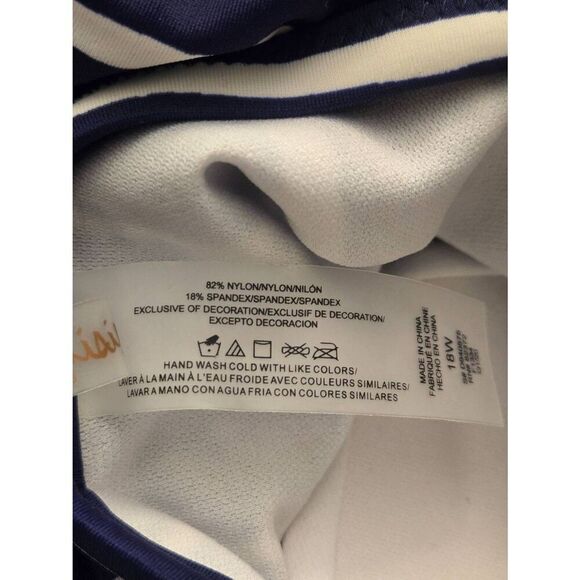 82% NYLON/NYLON/NILÓN
18% SPANDEX/SPANDEX/SPANDEX
EXCLUSIVE OF DECORATION/EXCLUSIF DE DECORATION/
EXCEPTO DECORACION
HAND WASH COLD WITH LIKE COLORS/
LAVER À LA MAIN À L'EAU FROIDE AVEC COULEURS SIMILAIRES/
LAVAR A MANO CON AGUA FRIA CON COLORES SIMILARES
MADE IN CHINA
FABRIQUÉ EN CHINE
HECHO EN CHINA
18W